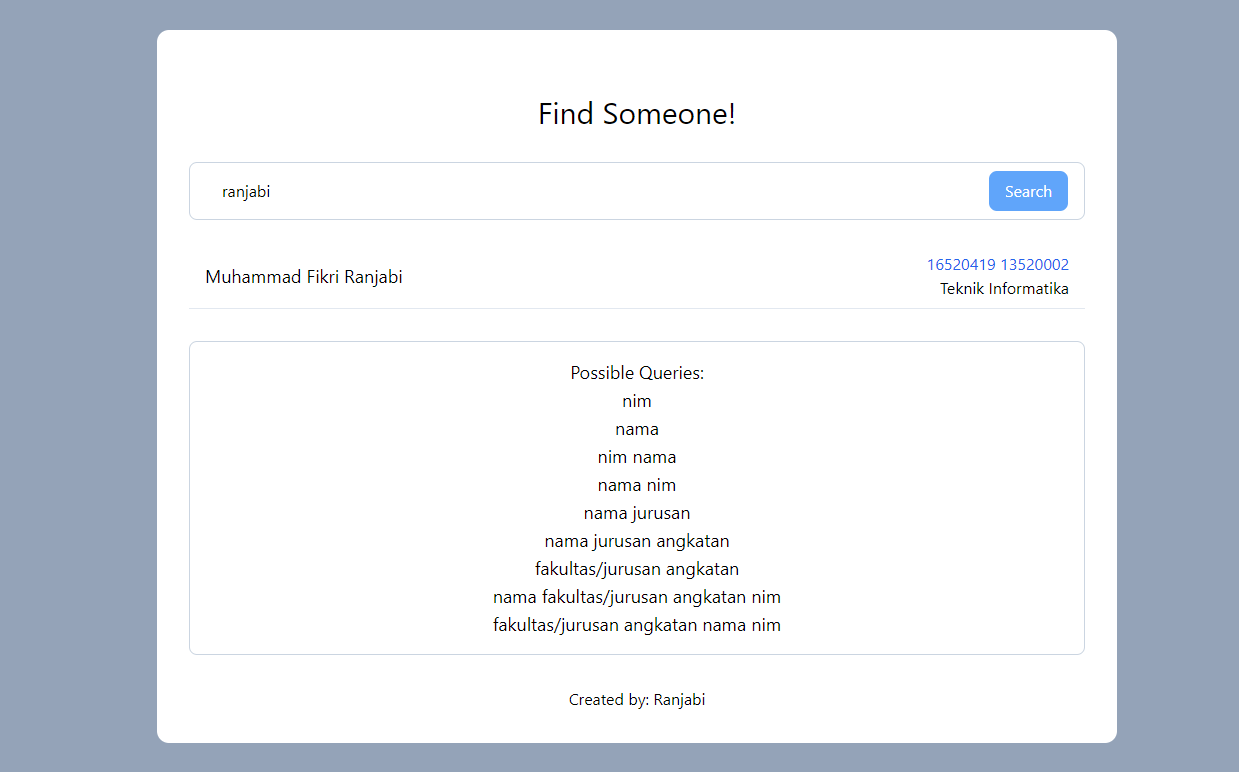 Find Someone!
ranjabi
Search
Muhammad Fikri Ranjabi
16520419 13520002
Teknik Informatika
Possible Queries:
nim
nama
nim nama
nama nim
nama jurusan
nama jurusan angkatan
fakultas/jurusan angkatan
nama fakultas/jurusan angkatan nim
fakultas/jurusan angkatan nama nim
Created by: Ranjabi